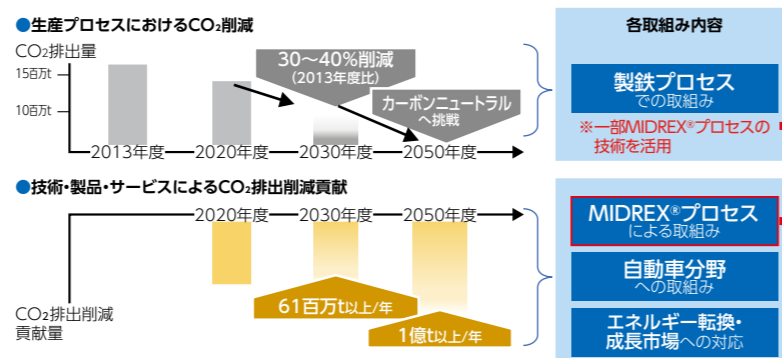 ●生産プロセスにおけるCO₂削減
CO₂排出量
15百万t
10百万t
30～40%削減
（2013年度比）
カーボンニュートラル
へ挑戦
2013年度
2020年度
2030年度
2050年度
各取組み内容
製鉄プロセス
での取組み
※一部MIDREX®プロセスの
技術を活用
●技術・製品・サービスによるCO₂排出削減貢献
2020年度
2030年度
2050年度
CO₂排出削減
貢献量
61百万t以上/年
1億t以上/年
MIDREX®プロセス
による取組み
自動車分野
への取組み
エネルギー転換・
成長市場への対応